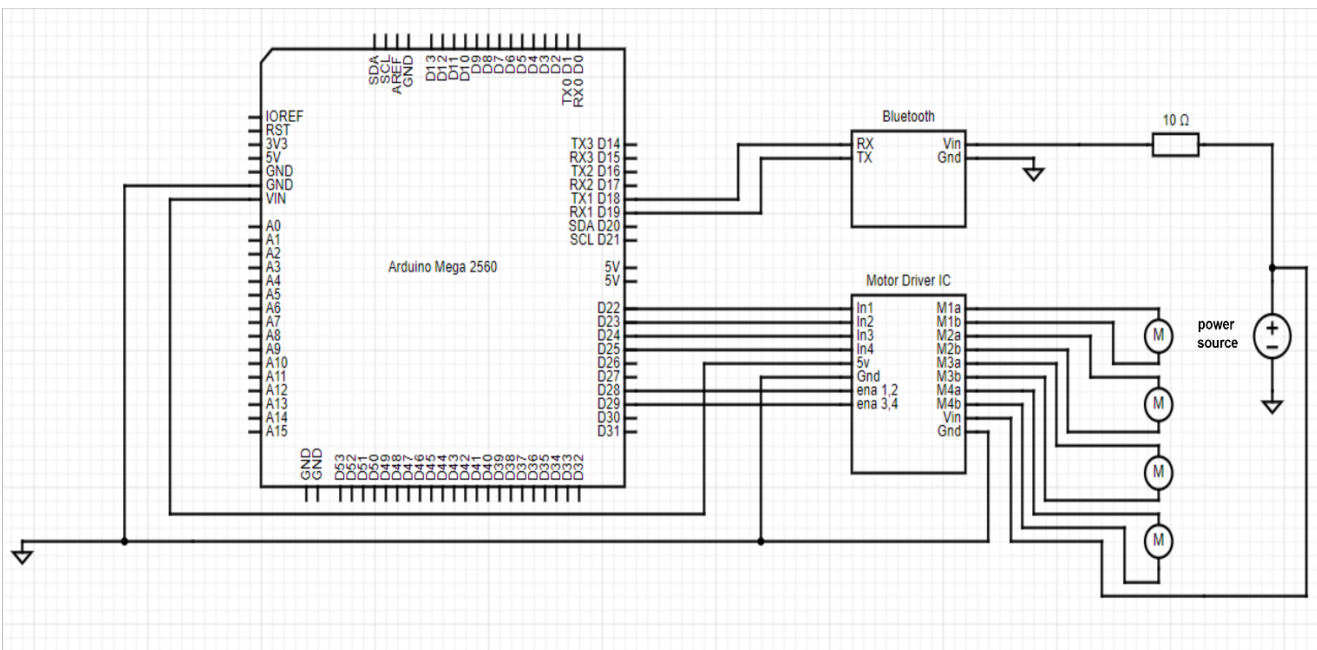 SDA
SCL
AREF
GND
D13
D12
D11
D10
D9
D8
D7
D6
D5
D4
D3
D2
TX0 D1
RX0 D0
IOREF
RST
3V3
5V
GND
GND
VIN
A0
A1
A2
A3
A4
A5
A6
A7
A8
A9
A10
A11
A12
A13
A14
A15
Arduino Mega 2560
TX3 D14
RX3 D15
TX2 D16
RX2 D17
TX1 D18
RX1 D19
SDA D20
SCL D21
5V
5V
D22
D23
D24
D25
D26
D27
D28
D29
D30
D31
GND
GND
D53
D52
D51
D50
D49
D48
D47
D46
D45
D44
D43
D42
D41
D40
D39
D38
D37
D36
D35
D34
D33
D32
Bluetooth
RX Vin
TX Gnd
10 Ω
Motor Driver IC
In1 M1a
In2 M1b
In3 M2a
In4 M2b
5v M3a
Gnd M3b
ena 1,2 M4a
ena 3,4 M4b
Vin
Gnd
M
M
M
M
power
source
+
−